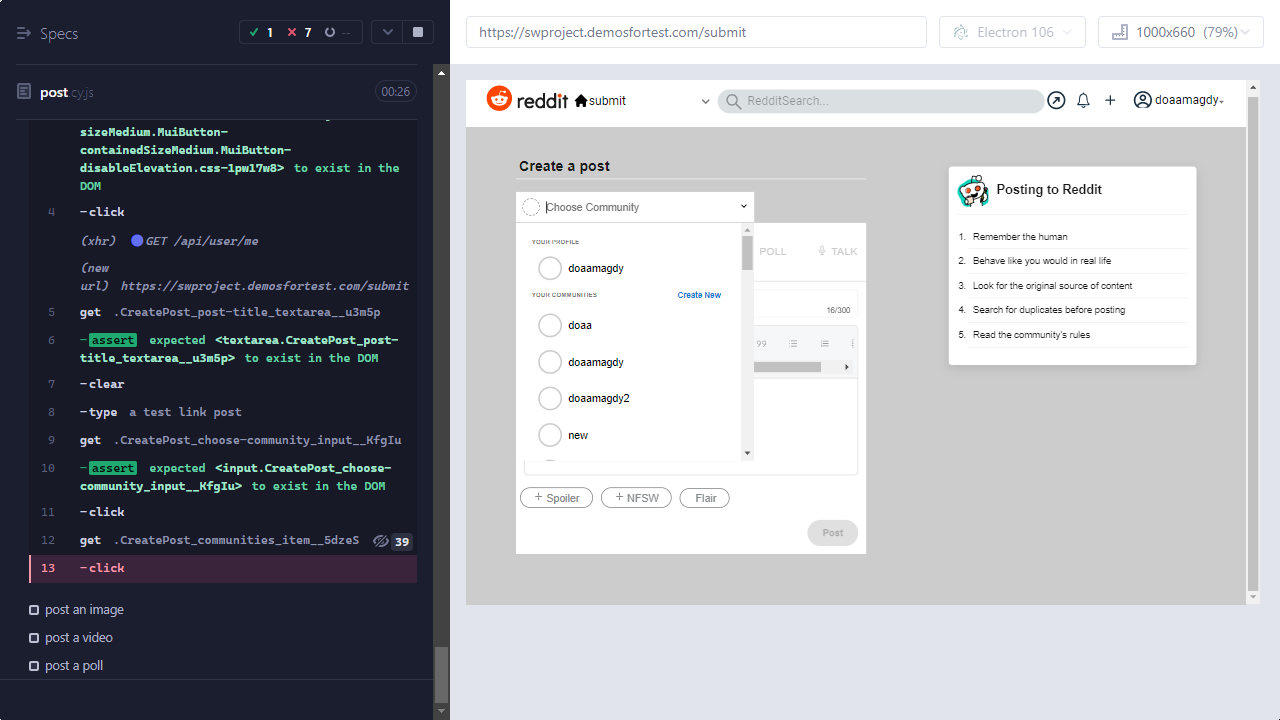 Specs
1
7
--
post.cy.js
00:26
sizeMedium.MuiButton-
containedSizeMedium.MuiButton-
disableElevation.css-1pw17w8> to exist in the
DOM
4 -click
(xhr) GET /api/user/me
(new
url) https://swproject.demosfortest.com/submit
5 get .CreatePost_post-title_textarea__u3m5p
6 -assert expected <textarea.CreatePost_post-
title_textarea__u3m5p> to exist in the DOM
7 -clear
8 -type a test link post
9 get .CreatePost_choose-community_input__KfgIu
10 -assert expected <input.CreatePost_choose-
community_input__KfgIu> to exist in the DOM
11 -click
12 get .CreatePost_communities_item__5dzeS 39
13 -click
post an image
post a video
post a poll
https://swproject.demosfortest.com/submit
Electron 106
1000x660 (79%)
reddit submit
RedditSearch...
doaamagdy
Create a post
Choose Community
YOUR PROFILE
doaamagdy
YOUR COMMUNITIES Create New
doaa
doaamagdy
doaamagdy2
new
POLL
TALK
16/300
99
+ Spoiler
+ NFSW
Flair
Post
Posting to Reddit
1. Remember the human
2. Behave like you would in real life
3. Look for the original source of content
4. Search for duplicates before posting
5. Read the community's rules